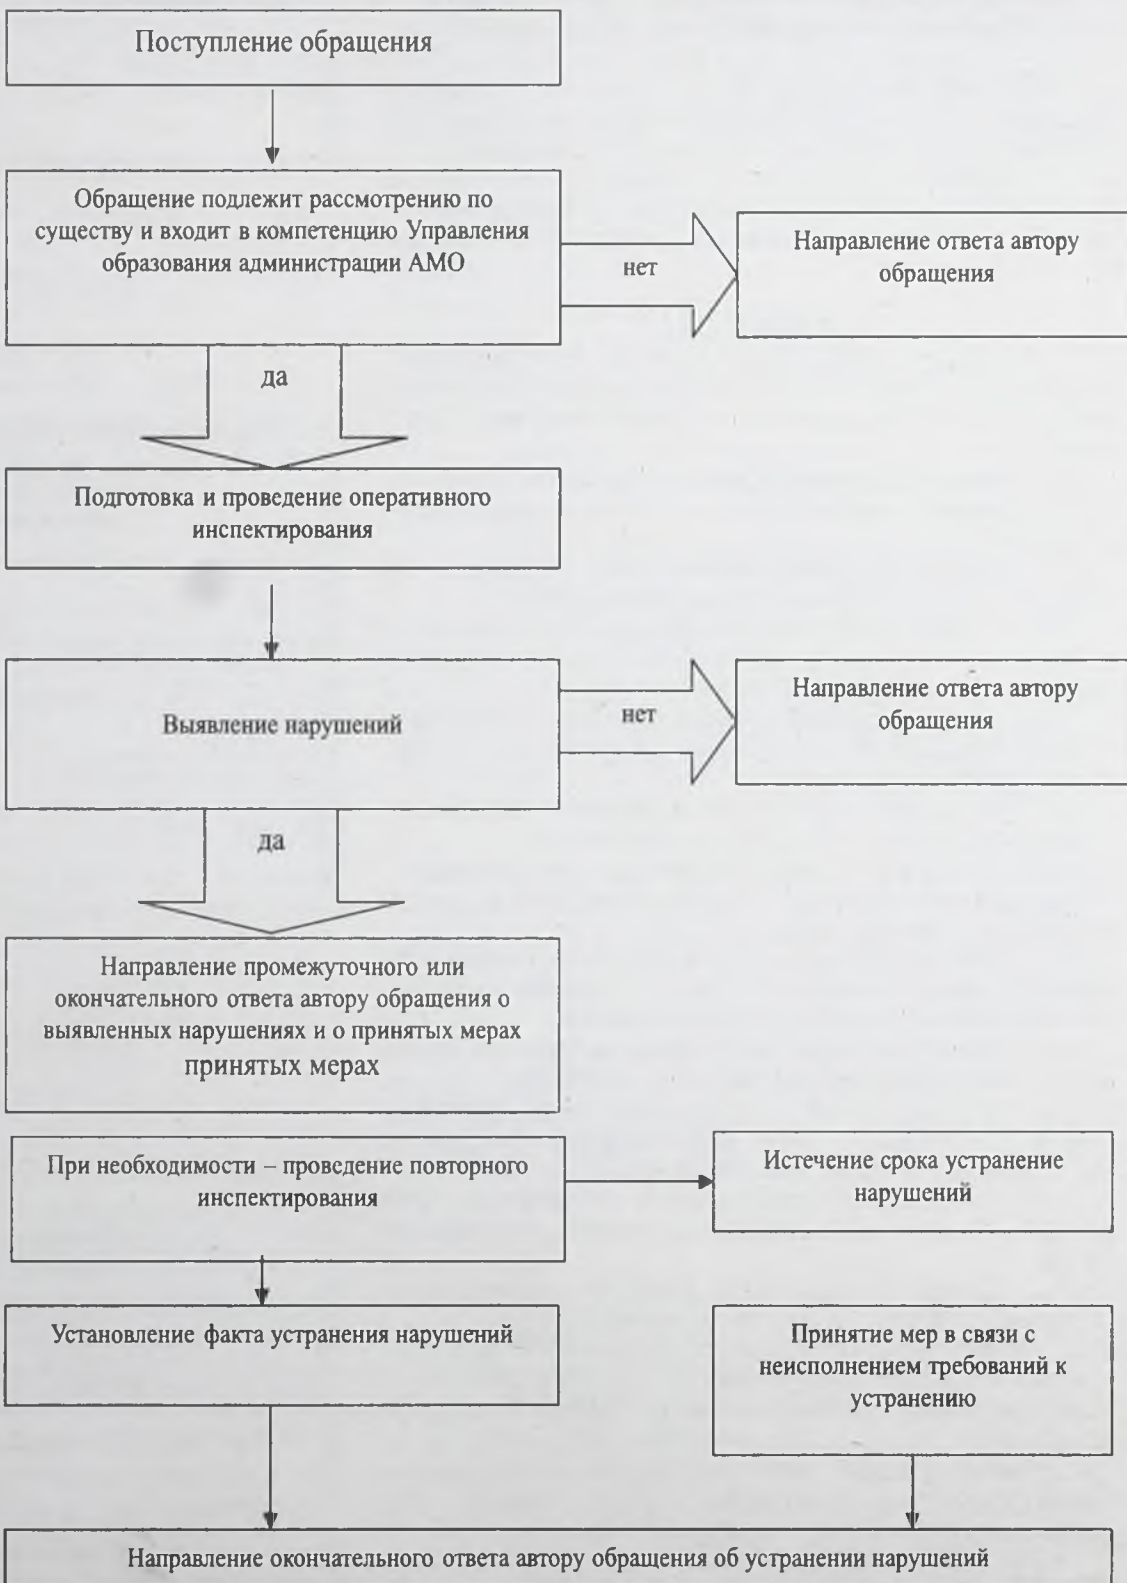 Поступление обращения
Обращение подлежит рассмотрению по
существу и входит в компетенцию Управления
образования администрации АМО
нет
Направление ответа автору
обращения
да
Подготовка и проведение оперативного
инспектирования
Выявление нарушений
нет
Направление ответа автору
обращения
да
Направление промежуточного или
окончательного ответа автору обращения о
выявленных нарушениях и о принятых мерах
принятых мерах
При необходимости – проведение повторного
инспектирования
Истечение срока устранение
нарушений
Установление факта устранения нарушений
Принятие мер в связи с
неисполнением требований к
устранению
Направление окончательного ответа автору обращения об устранении нарушений